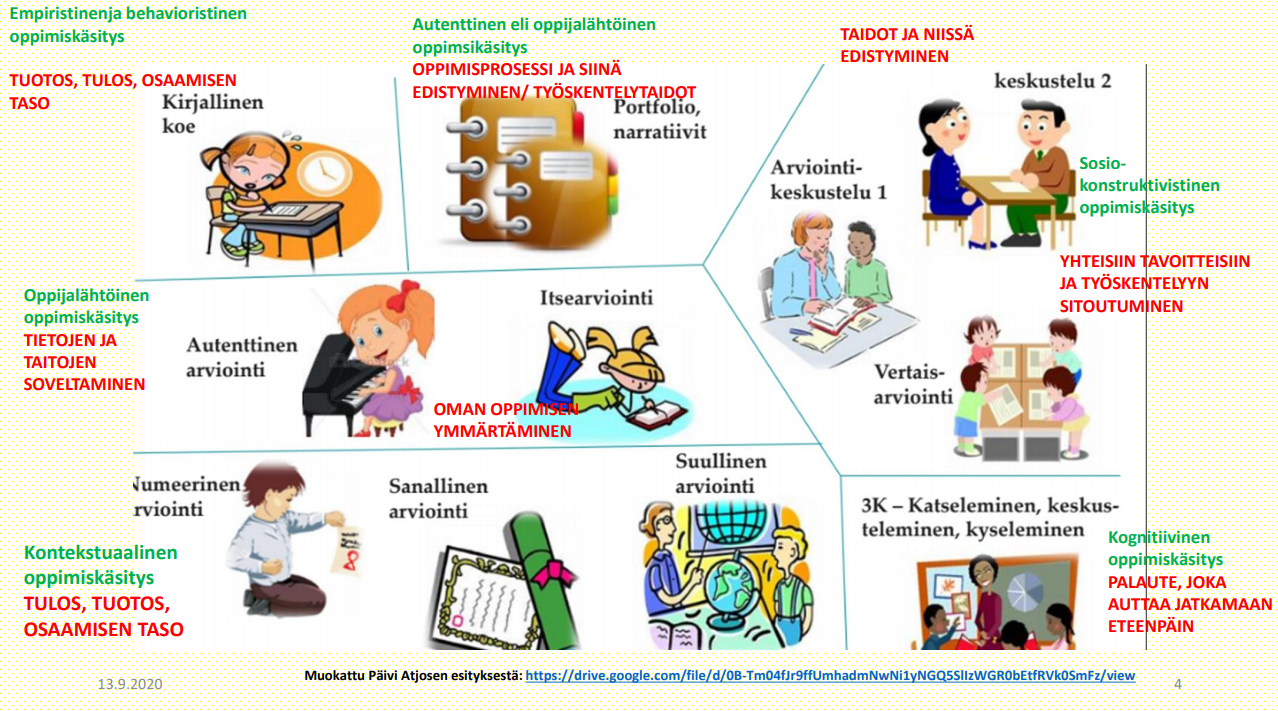 Empiristinenja behavioristinen
oppimiskäsitys
TUOTOS, TULOS, OSAAMISEN
TASO
Kirjallinen
koe
Autenttinen eli oppijalähtöinen
oppimsikäsitys
OPPIMISPROSESSI JA SIINÄ
EDISTYMINEN/ TYÖSKENTELYTAIDOT
Portfolio,
narratiivit
TAIDOT JA NIISSÄ
EDISTYMINEN
keskustelu 2
Arviointi-
keskustelu 1
Sosio-
konstruktivistinen
oppimiskäsitys
YHTEISIIN TAVOITTEISIIN
JA TYÖSKENTELYYN
SITOUTUMINEN
Vertais-
arviointi
Oppijalähtöinen
oppimiskäsitys
TIETOJEN JA
TAITOJEN
SOVELTAMINEN
Autenttinen
arviointi
Itsearviointi
OMAN OPPIMISEN
YMMÄRTÄMINEN
Numeerinen
rviointi
Sanallinen
arviointi
Suullinen
arviointi
3K – Katseleminen, keskus-
teleminen, kyseleminen
Kontekstuaalinen
oppimiskäsitys
TULOS, TUOTOS,
OSAAMISEN TASO
Kognitiivinen
oppimiskäsitys
PALAUTE, JOKA
AUTTAA JATKAMAAN
ETEENPÄIN
13.9.2020
Muokattu Päivi Atjosen esityksestä: https://drive.google.com/file/d/0B-Tm04fJr9ffUmhadmNwNi1yNGQ5SlIzWGR0bEtfRVk0SmFz/view
4